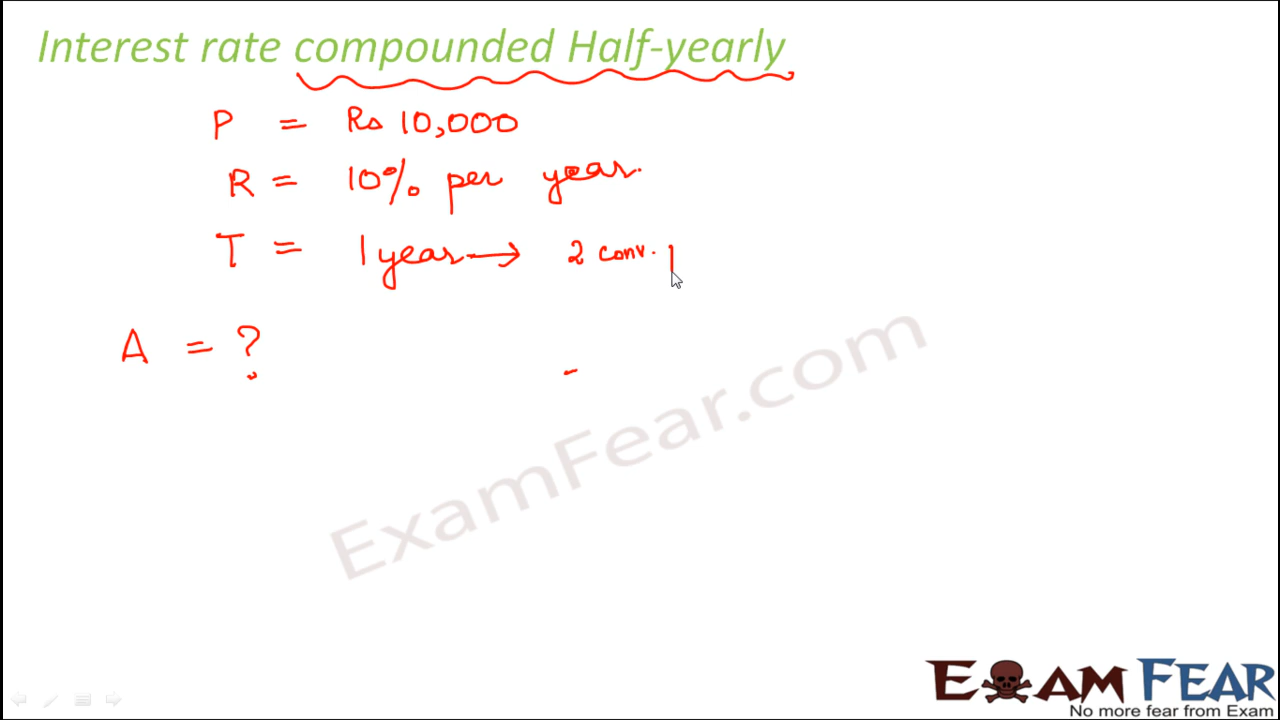 Interest rate compounded Half-yearly
P = Rs 10,000
R = 10% per year.
T = 1 year → 2 conv.
A = ?
ExamFear.com
EXAM FEAR
No more fear from Exam